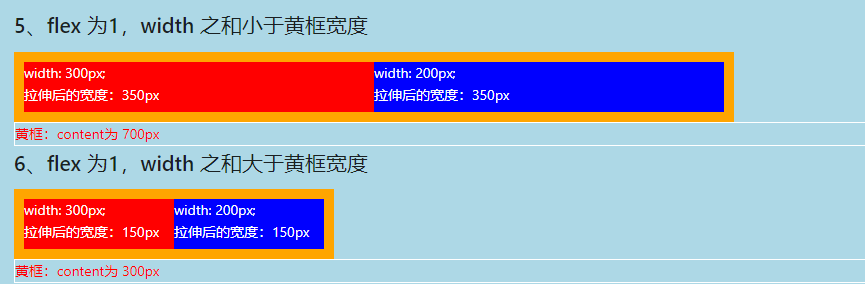 5、flex 为1，width 之和小于黄框宽度
width: 300px; width: 200px;
拉伸后的宽度：350px 拉伸后的宽度：350px
黄框：content为 700px
6、flex 为1，width 之和大于黄框宽度
width: 300px; width: 200px;
拉伸后的宽度：150px 拉伸后的宽度：150px
黄框：content为 300px